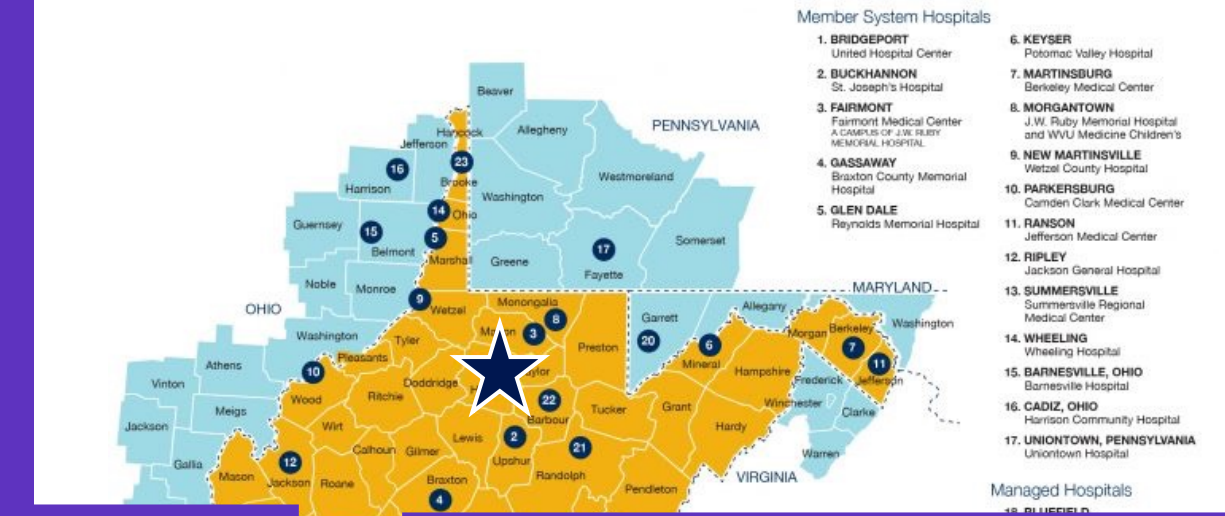 Member System Hospitals
1. BRIDGEPORT
United Hospital Center
2. BUCKHANNON
St. Joseph's Hospital
3. FAIRMONT
Fairmont Medical Center
A CAMPUS OF J.W. RUBY
MEMORIAL HOSPITAL
4. GASSAWAY
Braxton County Memorial
Hospital
5. GLEN DALE
Reynolds Memorial Hospital
6. KEYSER
Potomac Valley Hospital
7. MARTINSBURG
Berkeley Medical Center
8. MORGANTOWN
J.W. Ruby Memorial Hospital
and WVU Medicine Children's
9. NEW MARTINSVILLE
Wetzel County Hospital
10. PARKERSBURG
Camden Clark Medical Center
11. RANSON
Jefferson Medical Center
12. RIPLEY
Jackson General Hospital
13. SUMMERSVILLE
Summersville Regional
Medical Center
14. WHEELING
Wheeling Hospital
15. BARNESVILLE, OHIO
Barnesville Hospital
16. CADIZ, OHIO
Harrison Community Hospital
17. UNIONTOWN, PENNSYLVANIA
Uniontown Hospital
Managed Hospitals
18. BLUEFIELD
PENNSYLVANIA
OHIO
MARYLAND
VIRGINIA
Beaver
Hancock
Allegheny
Jefferson
23
16
Brooke
Westmoreland
Harrison
Washington
14
Ohio
Guernsey
15
5
Somerset
Belmont
17
Marshall
Greene
Fayette
Noble
Monroe
9
Wetzel
Monongalia
Allegany
Garrett
8
Washington
Morgan
Berkeley
3
Washington
Tyler
20
6
7
Preston
Pleasants
Mineral
11
Athens
10
Hampshire
Vinton
Doddridge
Frederick
Jefferson
Wood
Ritchie
22
Winchester
Meigs
Tucker
Grant
Clarke
Barbour
Jackson
Wirt
Hardy
Lewis
2
21
Calhoun
Gilmer
Warren
Gallia
12
Upshur
Mason
Jackson
Roane
Braxton
Randolph
Pendleton
4